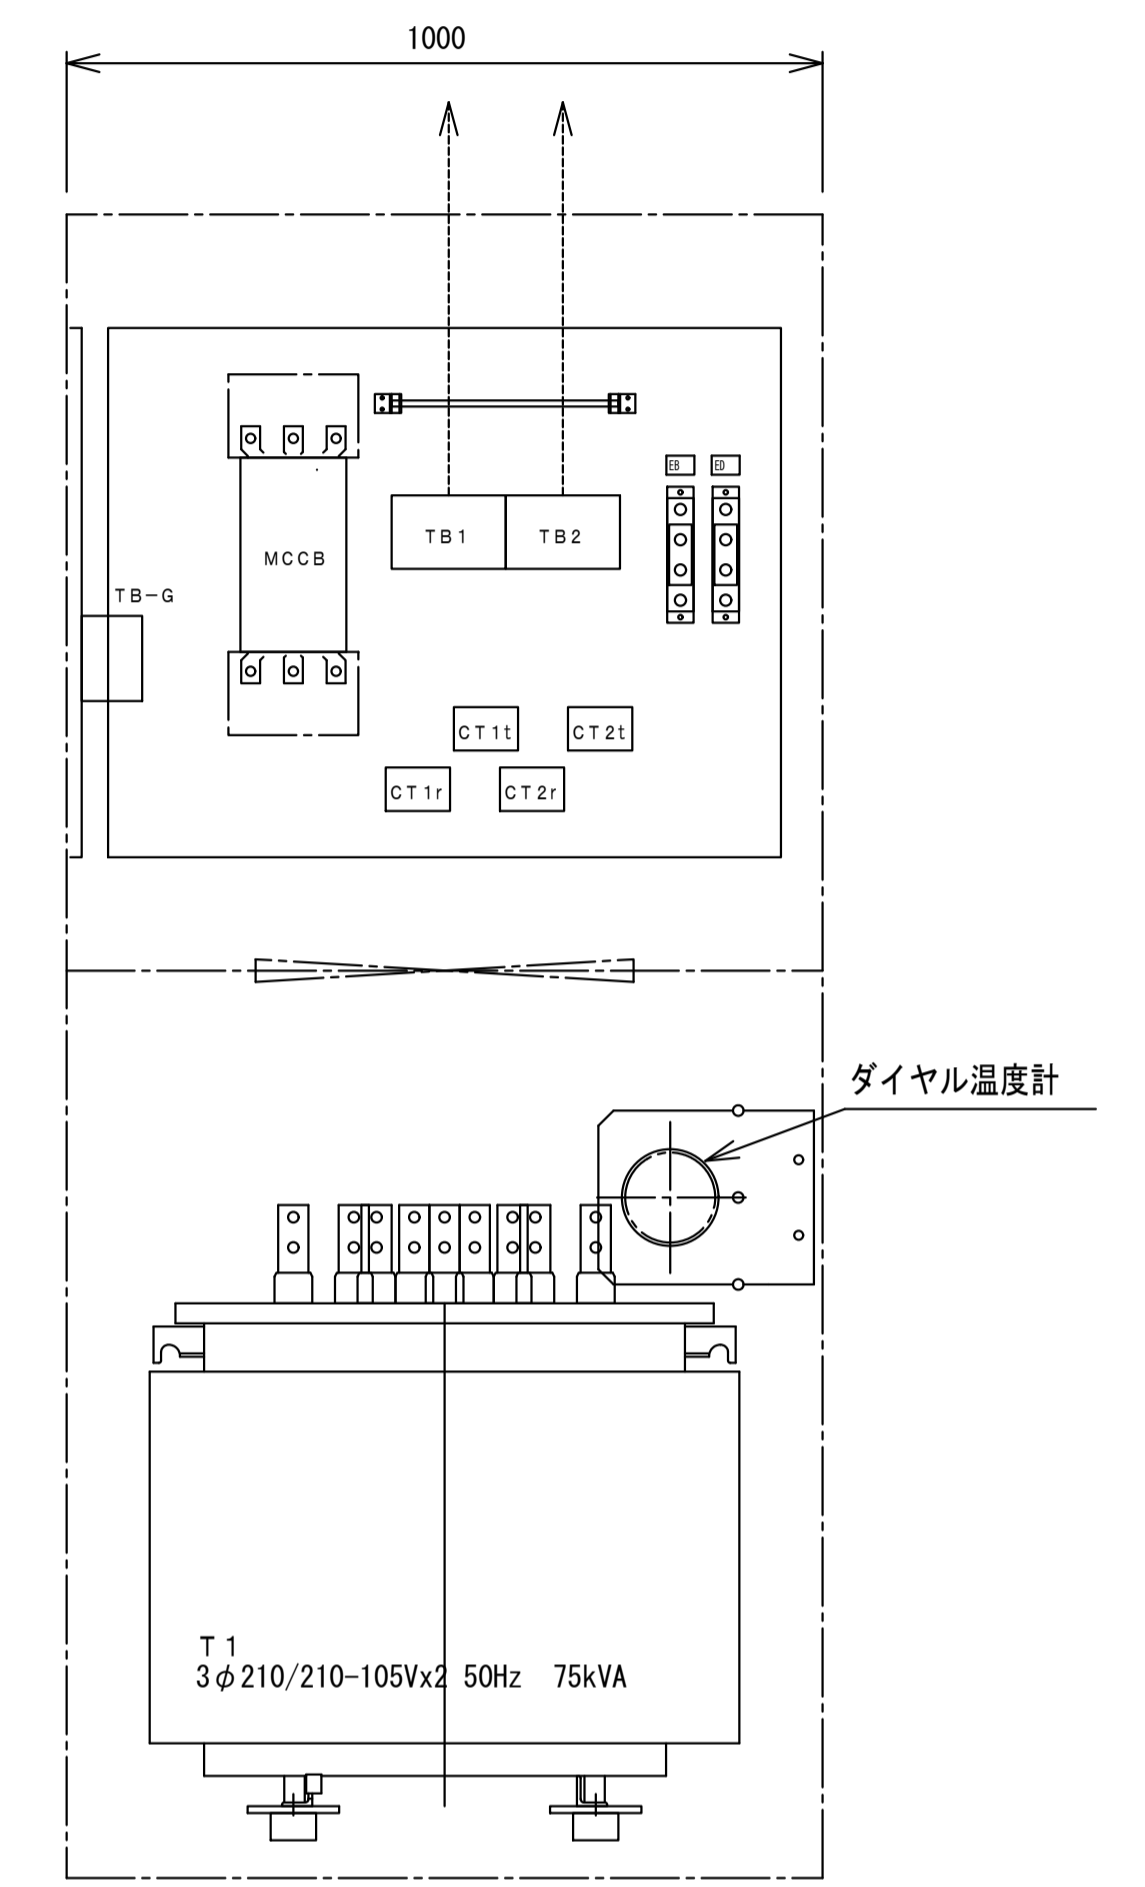 1000
EB ED
TB1 TB2
MCCB
TB-G
CT1t CT2t
CT1r CT2r
ダイヤル温度計
T1
3φ210/210-105Vx2 50Hz 75kVA